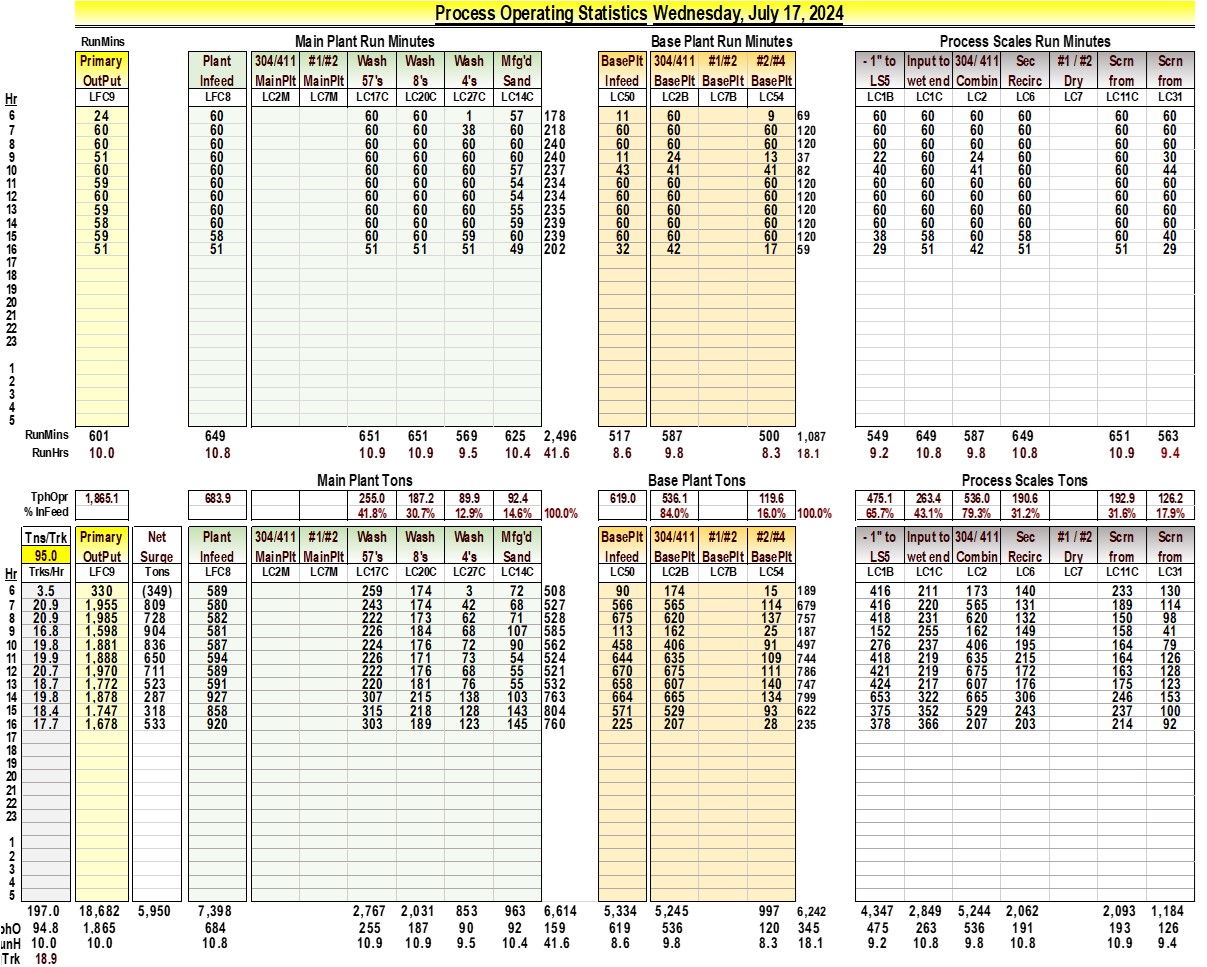 Process Operating Statistics Wednesday, July 17, 2024
RunMins Main Plant Run Minutes Base Plant Run Minutes Process Scales Run Minutes
Primary Plant 304/411 #1/#2 Wash Wash Wash Mfg'd BasePlt 304/411 #1/#2 #2/#4 - 1" to Input to 304/ 411 Sec #1 / #2 Scrn Scrn
OutPut Infeed MainPlt MainPlt 57's 8's 4's Sand Infeed BasePlt BasePlt BasePlt LS5 wet end Combin Recirc Dry from from
Hr LFC9 LFC8 LC2M LC7M LC17C LC20C LC27C LC14C LC50 LC2B LC7B LC54 LC1B LC1C LC2 LC6 LC7 LC11C LC31
6 24 60 60 60 1 57 178 11 60 9 69 60 60 60 60 60 60
7 60 60 60 60 38 60 218 60 60 60 120 60 60 60 60 60 60
8 60 60 60 60 60 60 240 60 60 60 120 60 60 60 60 60 60
9 51 60 60 60 60 60 240 11 24 13 37 22 60 24 60 60 30
10 60 60 60 60 60 57 237 43 41 41 82 40 60 41 60 60 44
11 59 60 60 60 60 54 234 60 60 60 120 60 60 60 60 60 60
12 60 60 60 60 60 54 234 60 60 60 120 60 60 60 60 60 60
13 59 60 60 60 60 55 235 60 60 60 120 60 60 60 60 60 60
14 58 60 60 60 60 59 239 60 60 60 120 60 60 60 60 60 60
15 59 58 60 60 59 60 239 60 60 60 120 38 58 60 58 60 40
16 51 51 51 51 51 49 202 32 42 17 59 29 51 42 51 51 29
17
18
19
20
21
22
23
1
2
3
4
5
RunMins 601 649 651 651 569 625 2,496 517 587 500 1,087 549 649 587 649 651 563
RunHrs 10.0 10.8 10.9 10.9 9.5 10.4 41.6 8.6 9.8 8.3 18.1 9.2 10.8 9.8 10.8 10.9 9.4
Main Plant Tons Base Plant Tons Process Scales Tons
TphOpr 1,865.1 683.9 255.0 187.2 89.9 92.4 619.0 536.1 119.6 475.1 263.4 536.0 190.6 192.9 126.2
% InFeed 41.8% 30.7% 12.9% 14.6% 100.0% 84.0% 16.0% 100.0% 65.7% 43.1% 79.3% 31.2% 31.6% 17.9%
Tns/Trk Primary Net Plant 304/411 #1/#2 Wash Wash Wash Mfg'd BasePlt 304/411 #1/#2 #2/#4 - 1" to Input to 304/ 411 Sec #1 / #2 Scrn Scrn
95.0 OutPut Surge Infeed MainPlt MainPlt 57's 8's 4's Sand Infeed BasePlt BasePlt BasePlt LS5 wet end Combin Recirc Dry from from
Hr Trks/Hr LFC9 Tons LFC8 LC2M LC7M LC17C LC20C LC27C LC14C LC50 LC2B LC7B LC54 LC1B LC1C LC2 LC6 LC7 LC11C LC31
6 3.5 330 (349) 589 259 174 3 72 508 90 174 15 189 416 211 173 140 233 130
7 20.9 1,955 809 580 243 174 42 68 527 566 565 114 679 416 220 565 131 189 114
8 20.9 1,985 728 582 222 173 62 71 528 675 620 137 757 418 231 620 132 150 98
9 16.8 1,598 904 581 226 184 68 107 585 113 162 25 187 152 255 162 149 158 41
10 19.8 1,881 836 587 224 176 72 90 562 458 406 91 497 276 237 406 195 164 79
11 19.9 1,888 650 594 226 171 73 54 524 644 635 109 744 418 219 635 215 164 126
12 20.7 1,970 711 589 222 176 68 55 521 670 675 111 786 421 219 675 172 163 128
13 18.7 1,772 523 591 220 181 76 55 532 658 607 140 747 424 217 607 176 175 123
14 19.8 1,878 287 927 307 215 138 103 763 664 665 134 799 653 322 665 306 246 153
15 18.4 1,747 318 858 315 218 128 143 804 571 529 93 622 375 352 529 243 237 100
16 17.7 1,678 533 920 303 189 123 145 760 225 207 28 235 378 366 207 203 214 92
17
18
19
20
21
22
23
1
2
3
4
5
197.0 18,682 5,950 7,398 2,767 2,031 853 963 6,614 5,334 5,245 997 6,242 4,347 2,849 5,244 2,062 2,093 1,184
phO 94.8 1,865 684 255 187 90 92 159 619 536 120 345 475 263 536 191 193 126
unH 10.0 10.0 10.8 10.9 10.9 9.5 10.4 41.6 8.6 9.8 8.3 18.1 9.2 10.8 9.8 10.8 10.9 9.4
Trk 18.9